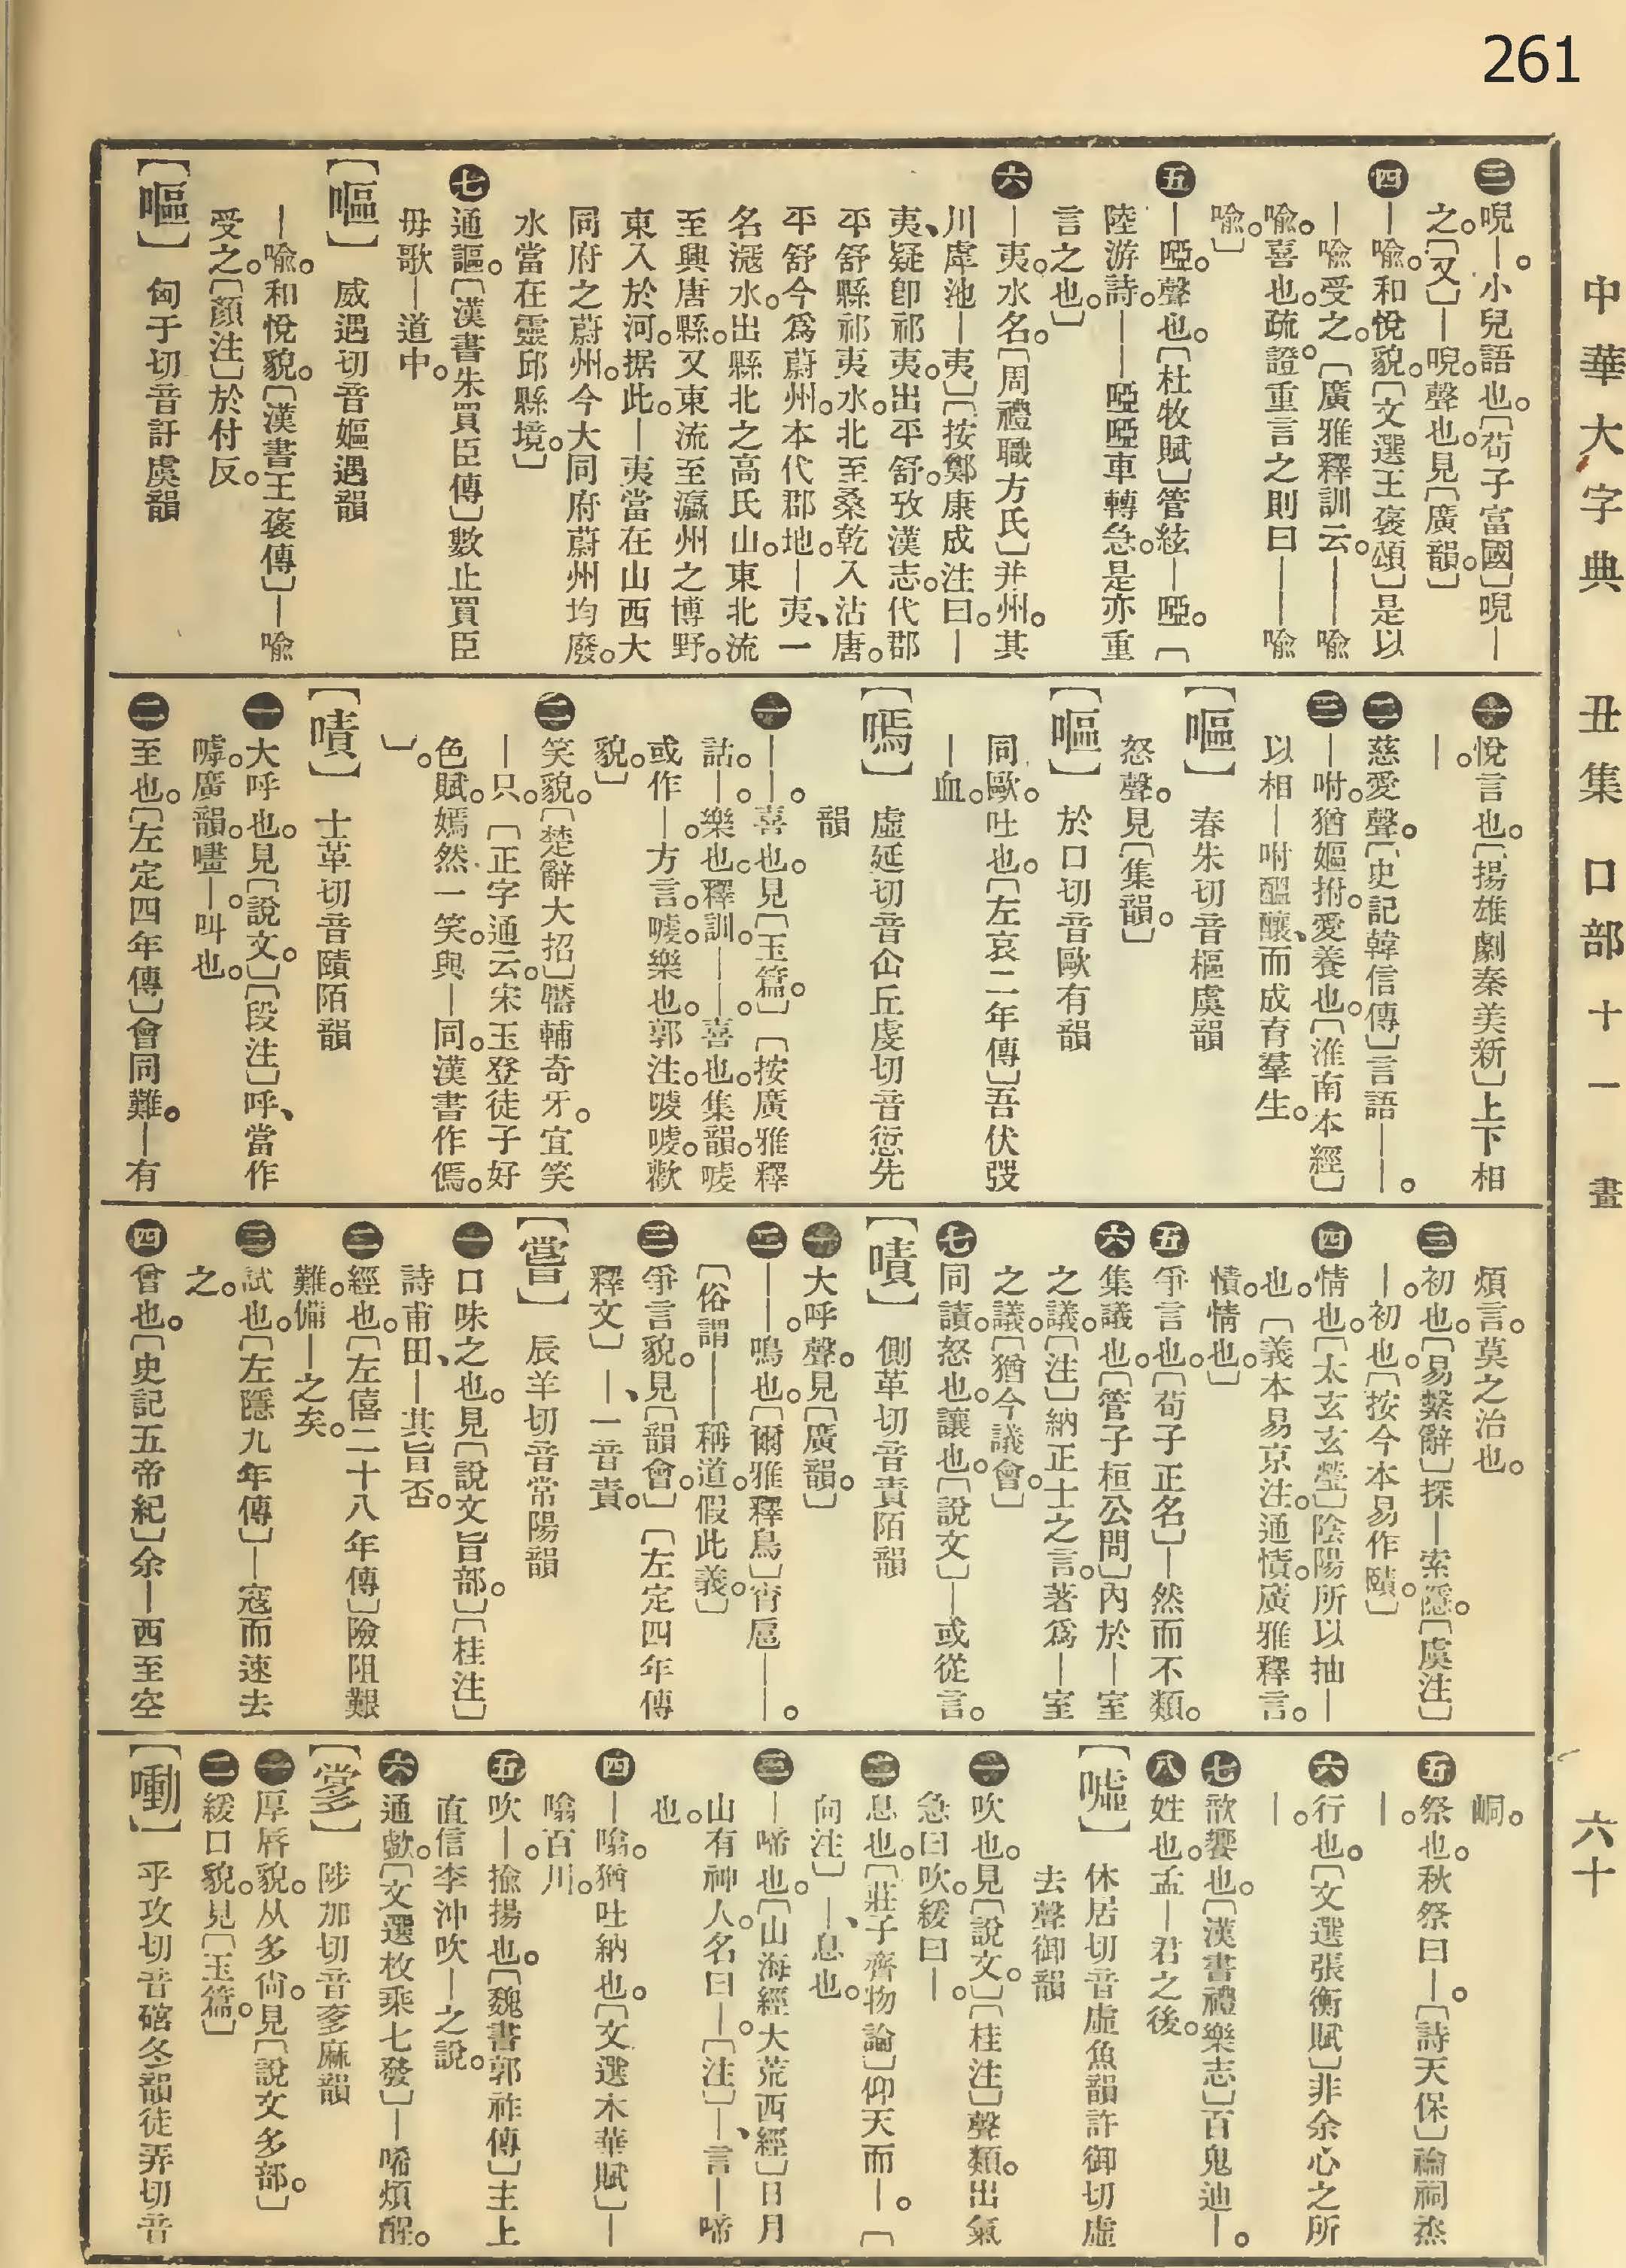 261
中華大字典 丑集 口部 十一畫 六十
㊂唲｜。小兒語也。〔荀子富國〕唲｜
之。〔又〕｜唲。聲也。見〔廣韻。〕
㊃｜喩。和悅貌。〔文選王褒頌〕是以
｜喩受之。〔廣雅釋訓云。｜｜喩
喩。喜也。疏證。重言之則曰｜｜喩
喩。〕
㊄｜啞。聲也。〔杜牧賦〕管絃｜啞。〔
陸游詩。｜｜啞啞車轉急。是亦重
言之也。〕
㊅｜夷。水名。〔周禮職方氏〕幷州。其
川虖池｜夷。〕〔按鄭康成注曰。｜
夷、疑卽祁夷。出平舒。攷漢志。代郡
平舒縣祁夷水。北至桑乾入沽。唐。
平舒今爲蔚州。本代郡地。｜夷、一
名滱水。出縣北之高氏山。東北流
至興唐縣。又東流至瀛州之博野。
東入於河。据此。｜夷當在山西大
同府之蔚州。今大同府蔚州均廢。
水當在靈邱縣境。〕
㊆通謳。〔漢書朱買臣傳〕數止買臣
毋歌｜道中。
〔嘔〕 威遇切音嫗遇韻
｜喩。和悅貌。〔漢書王褒傳〕｜喩
受之。〔顏注〕於付反。
〔嘔〕 匈于切音訏虞韻
㊀悅言也。〔揚雄劇秦美新〕上下相
｜。
㊁慈愛聲。〔史記韓信傳〕言語｜｜。
㊂｜咐。猶嫗拊。愛養也。〔淮南本經〕
以相｜咐醞釀、而成育羣生。
〔嘔〕 春朱切音樞虞韻
怒聲。見〔集韻。〕
〔嘔〕 於口切音歐有韻
同歐。吐也。〔左哀二年傳〕吾伏弢
｜血。
〔嘕〕 虛延切音仚丘虔切音愆先
韻
㊀｜｜。喜也。見〔玉篇。〕〔按廣雅釋
詁。｜。樂也。釋訓。｜｜。喜也。集韻。嘘
或作｜。方言。嘘。樂也。郭注。嘘嘘。歡
貌。〕
㊁笑貌。〔楚辭大招〕靨輔奇牙。宜笑
｜只。〔正字通云。宋玉登徒子好
色賦。嫣然一笑。與｜同。漢書作傿。
〕。
〔嘖〕 士革切音賾陌韻
㊀大呼也。見〔說文。〕〔段注〕呼、當作
嘑。廣韻。嚍｜。叫也。
㊁至也。〔左定四年傳〕會同難。｜有
煩言。莫之治也。
㊂初也。〔易繫辭〕探｜索隱。〔虞注〕
｜。初也。〔按今本易作賾。〕
㊃情也。〔太玄玄瑩〕陰陽所以抽｜
也。〔義本易京注。通㥽。廣雅釋言。
㥽。情也。〕
㊄爭言也。〔荀子正名〕｜然而不類。
㊅集議也。〔管子桓公問〕內於｜室
之議。〔注〕納正士之言。著爲｜室
之議。〔猶今議會。〕
㊆同讀。怒也。讓也。〔說文〕｜或從言。
〔嘖〕 側革切音責陌韻
㊀大呼聲。見〔廣韻。〕
㊁｜｜。鳴也。〔爾雅釋鳥〕宵扈｜｜。
〔俗謂｜｜稱道假此義。〕
㊂爭言貌。見〔韻會。〕〔左定四年傳
釋文〕｜、一音責。
〔嘗〕 辰羊切音常陽韻
㊀口味之也。見〔說文旨部。〕〔桂注〕
詩甫田、｜其旨否。
㊁經也。〔左僖二十八年傳〕險阻艱
難。備｜之矣。
㊂試也。〔左隱九年傳〕｜寇而速去
之。
㊃曾也。〔史記五帝紀〕余｜西至空
峒。
㊄祭也。秋祭曰｜。〔詩天保〕禴祠烝
｜。
㊅行也。〔文選張衡賦〕非余心之所
｜。
㊆歆饗也。〔漢書禮樂志〕百鬼迪｜。
㊇姓也。孟｜君之後。
〔噓〕 休居切音虛魚韻許御切虛
去聲御韻
㊀吹也。見〔說文。〕〔桂注〕聲類。出氣
急曰吹。緩曰｜。
㊁息也。〔莊子齊物論〕仰天而｜。〔
向注〕｜、息也。
㊂｜啼也。〔山海經大荒西經〕日月
山有神人。名曰｜。〔注〕｜、言｜啼
也。
㊃｜噏。猶吐納也。〔文選木華賦〕｜
噏百川。
㊄吹｜。揄揚也。〔魏書郭祚傳〕主上
直信李沖吹｜之說。
㊅通歔。〔文選枚乘七發〕｜唏煩酲。
〔奲〕 陟加切音奓麻韻
㊀厚脣貌。从多尙。見〔說文多部。〕
㊁緩口貌。見〔玉篇。〕
〔嘞〕 乎攻切音䃔冬韻徒弄切音